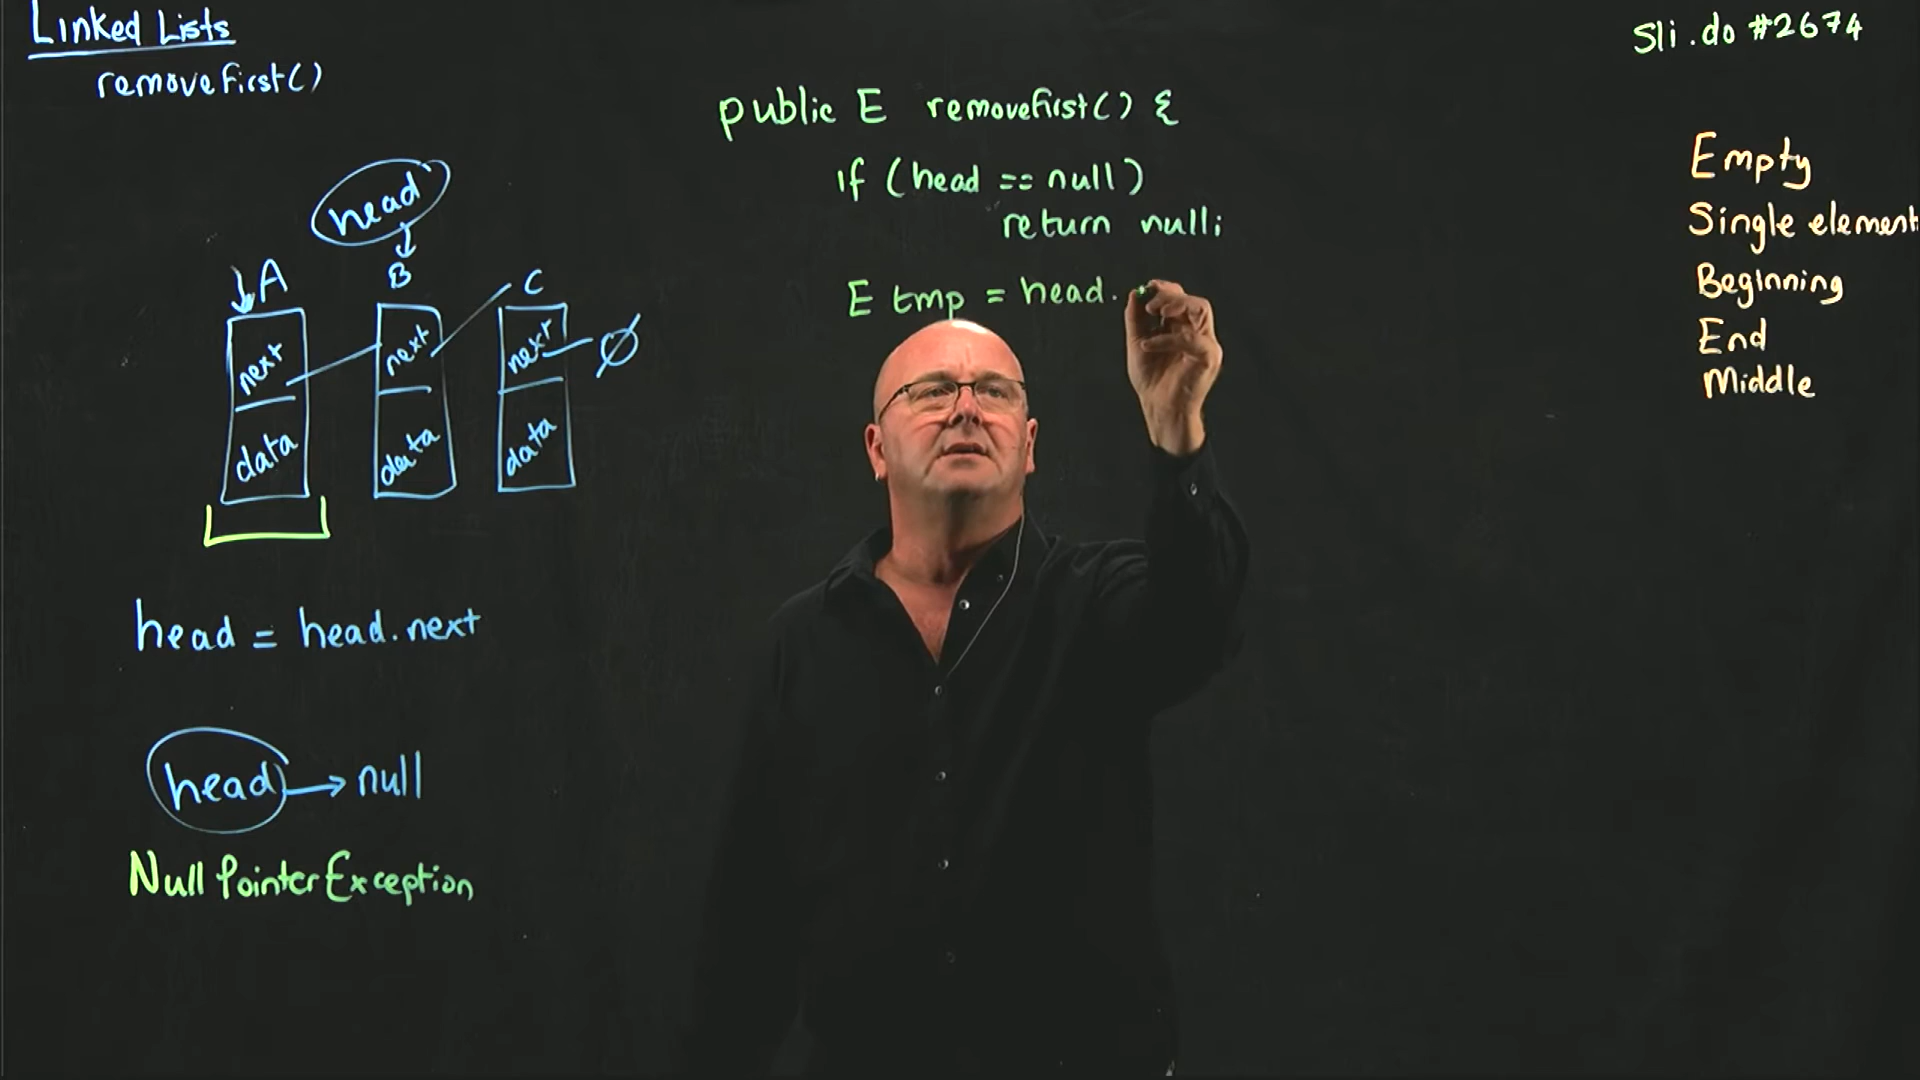 Linked Lists
removeFirst()
Sli.do #2674
public E removeFirst() {
if (head == null)
return null;
E tmp = head.
Empty
Single element
Beginning
End
Middle
head
A
B
C
next
next
next
Ø
data
data
data
head = head.next
head → null
NullPointerException